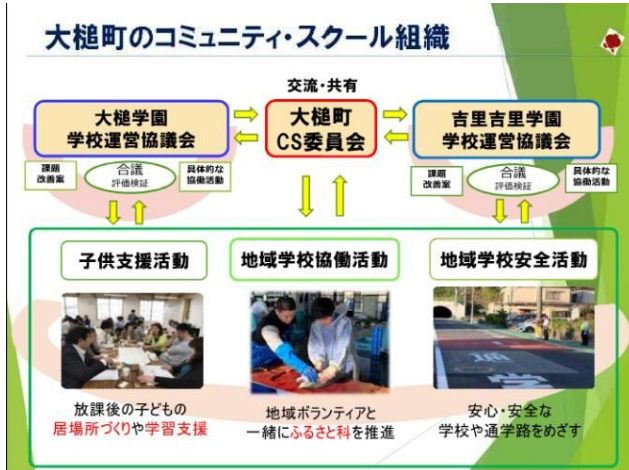 大槌町のコミュニティ・スクール組織
交流・共有
大槌学園
学校運営協議会
大槌町
CS委員会
吉里吉里学園
学校運営協議会
課題
改善案
合議
評価検証
具体的な
協働活動
課題
改善案
合議
評価検証
具体的な
協働活動
子供支援活動
地域学校協働活動
地域学校安全活動
放課後の子どもの
居場所づくりや学習支援
地域ボランティアと
一緒にふるさと科を推進
安心・安全な
学校や通学路をめざす